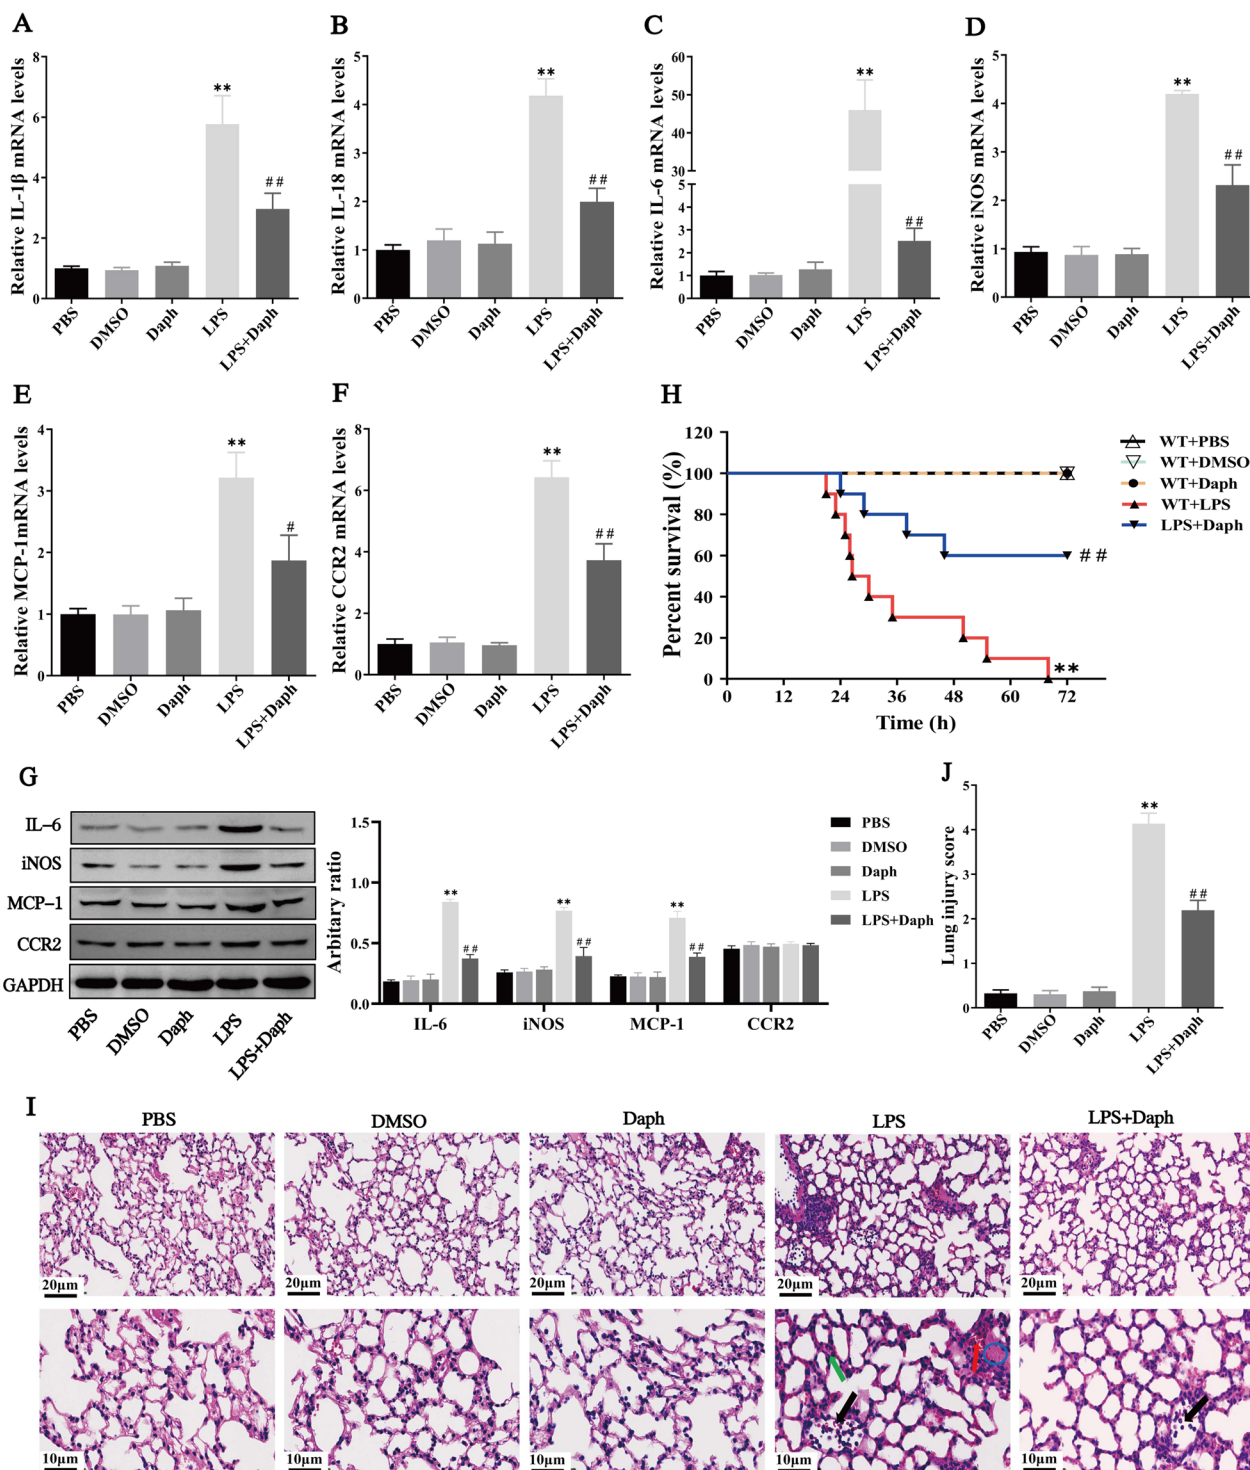 A
Relative IL-1β mRNA levels
8
6
4
2
0
**
##
PBS
DMSO
Daph
LPS
LPS+Daph
B
Relative IL-18 mRNA levels
5
4
3
2
1
0
**
##
PBS
DMSO
Daph
LPS
LPS+Daph
C
Relative IL-6 mRNA levels
60
50
40
30
5
4
3
2
1
0
**
##
PBS
DMSO
Daph
LPS
LPS+Daph
D
Relative iNOS mRNA levels
5
4
3
2
1
0
**
##
PBS
DMSO
Daph
LPS
LPS+Daph
E
Relative MCP-1mRNA levels
4
3
2
1
0
**
#
PBS
DMSO
Daph
LPS
LPS+Daph
F
Relative CCR2 mRNA levels
8
6
4
2
0
**
##
PBS
DMSO
Daph
LPS
LPS+Daph
H
Percent survival (%)
120
100
80
60
40
20
0
0 12 24 36 48 60 72
Time (h)
##
**
WT+PBS
WT+DMSO
WT+Daph
WT+LPS
LPS+Daph
G
IL-6
iNOS
MCP-1
CCR2
GAPDH
PBS
DMSO
Daph
LPS
LPS+Daph
Arbitary ratio
1.5
1.0
0.5
0.0
**
##
**
##
**
##
IL-6 iNOS MCP-1 CCR2
PBS
DMSO
Daph
LPS
LPS+Daph
J
Lung injury score
5
4
3
2
1
0
**
##
PBS
DMSO
Daph
LPS
LPS+Daph
I
PBS DMSO Daph LPS LPS+Daph
20μm 20μm 20μm 20μm 20μm
10μm 10μm 10μm 10μm 10μm